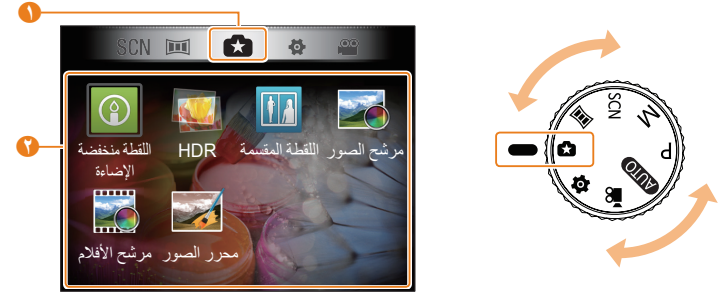 ١
SCN
٢
اللقطة منخفضة
الإضاءة
HDR
اللقطة المقسمة
مرشح الصور
مرشح الأفلام
محرر الصور
SCN
M
P
AUTO